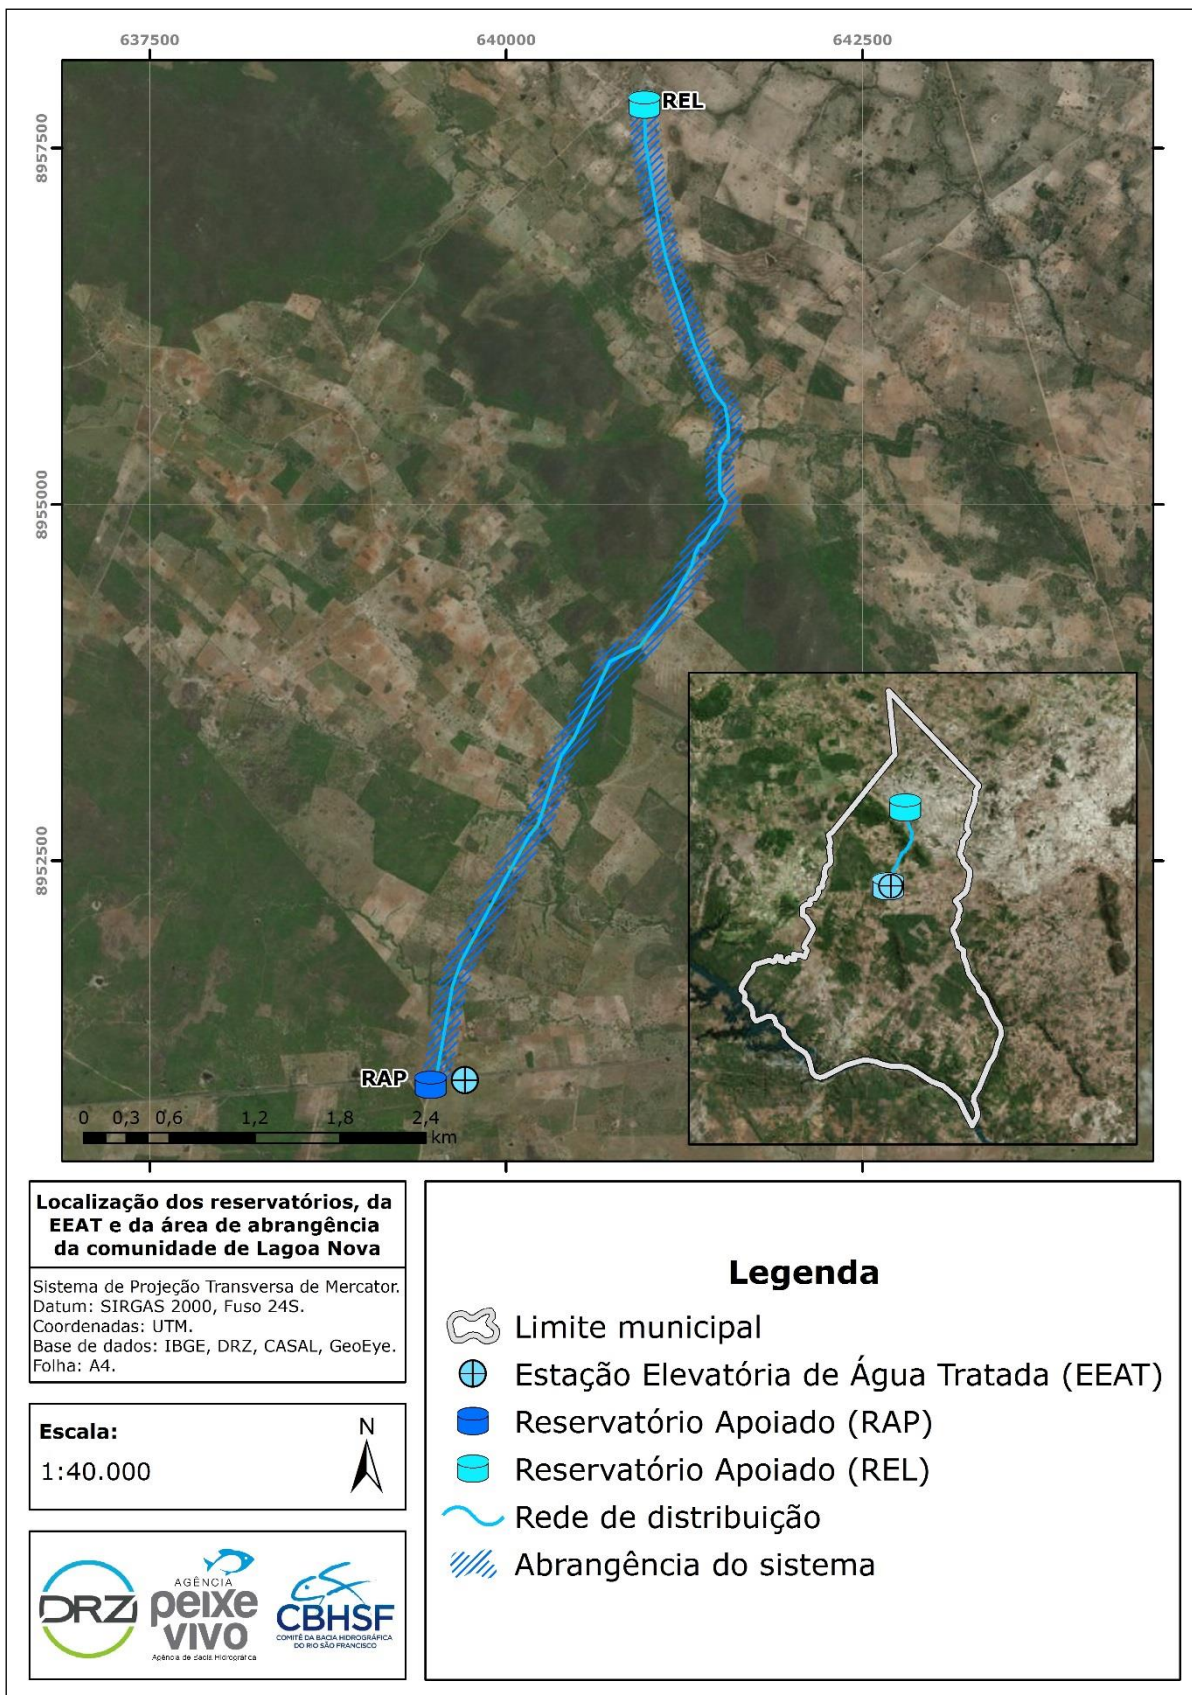 637500
640000
642500
8957500
8955000
8952500
REL
RAP
0 0,3 0,6 1,2 1,8 2,4
km
Localização dos reservatórios, da
EEAT e da área de abrangência
da comunidade de Lagoa Nova
Sistema de Projeção Transversa de Mercator.
Datum: SIRGAS 2000, Fuso 24S.
Coordenadas: UTM.
Base de dados: IBGE, DRZ, CASAL, GeoEye.
Folha: A4.
Escala:
1:40.000
N
DRZ
AGÊNCIA
peixe
VIVO
Agência de Bacia Hidrográfica
CBHSF
COMITÊ DA BACIA HIDROGRÁFICA
DO RIO SÃO FRANCISCO
Legenda
Limite municipal
Estação Elevatória de Água Tratada (EEAT)
Reservatório Apoiado (RAP)
Reservatório Apoiado (REL)
Rede de distribuição
Abrangência do sistema